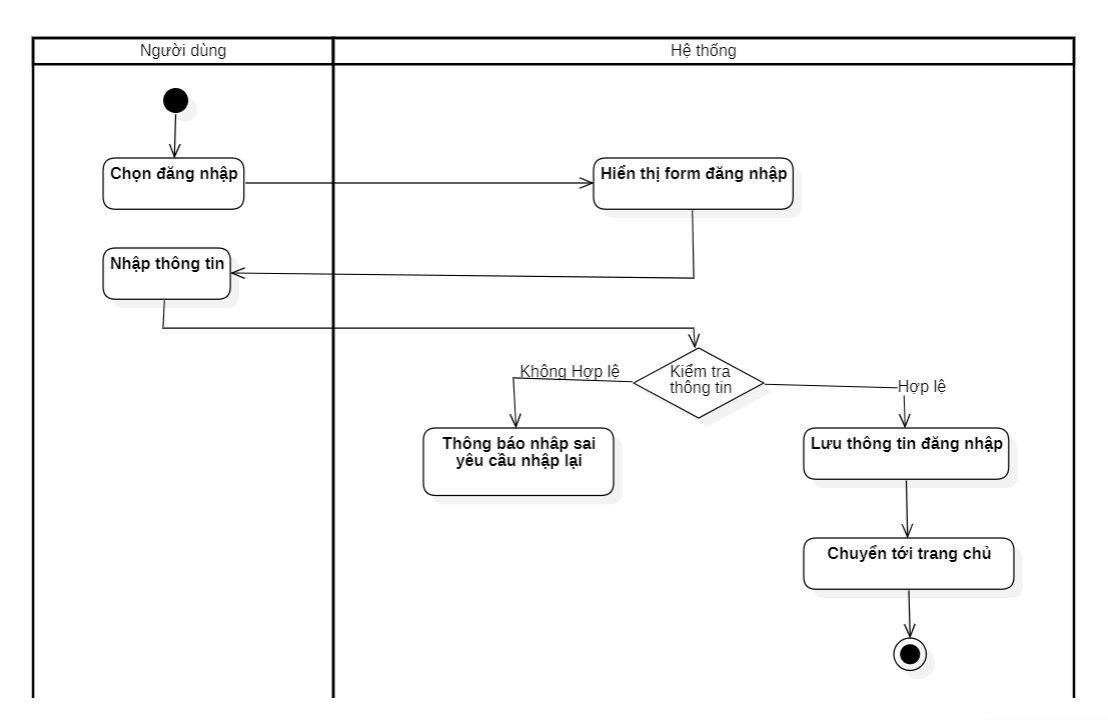 Người dùng
Hệ thống
Chọn đăng nhập
Hiển thị form đăng nhập
Nhập thông tin
Không Hợp lệ
Kiểm tra
thông tin
Hợp lệ
Thông báo nhập sai
yêu cầu nhập lại
Lưu thông tin đăng nhập
Chuyển tới trang chủ